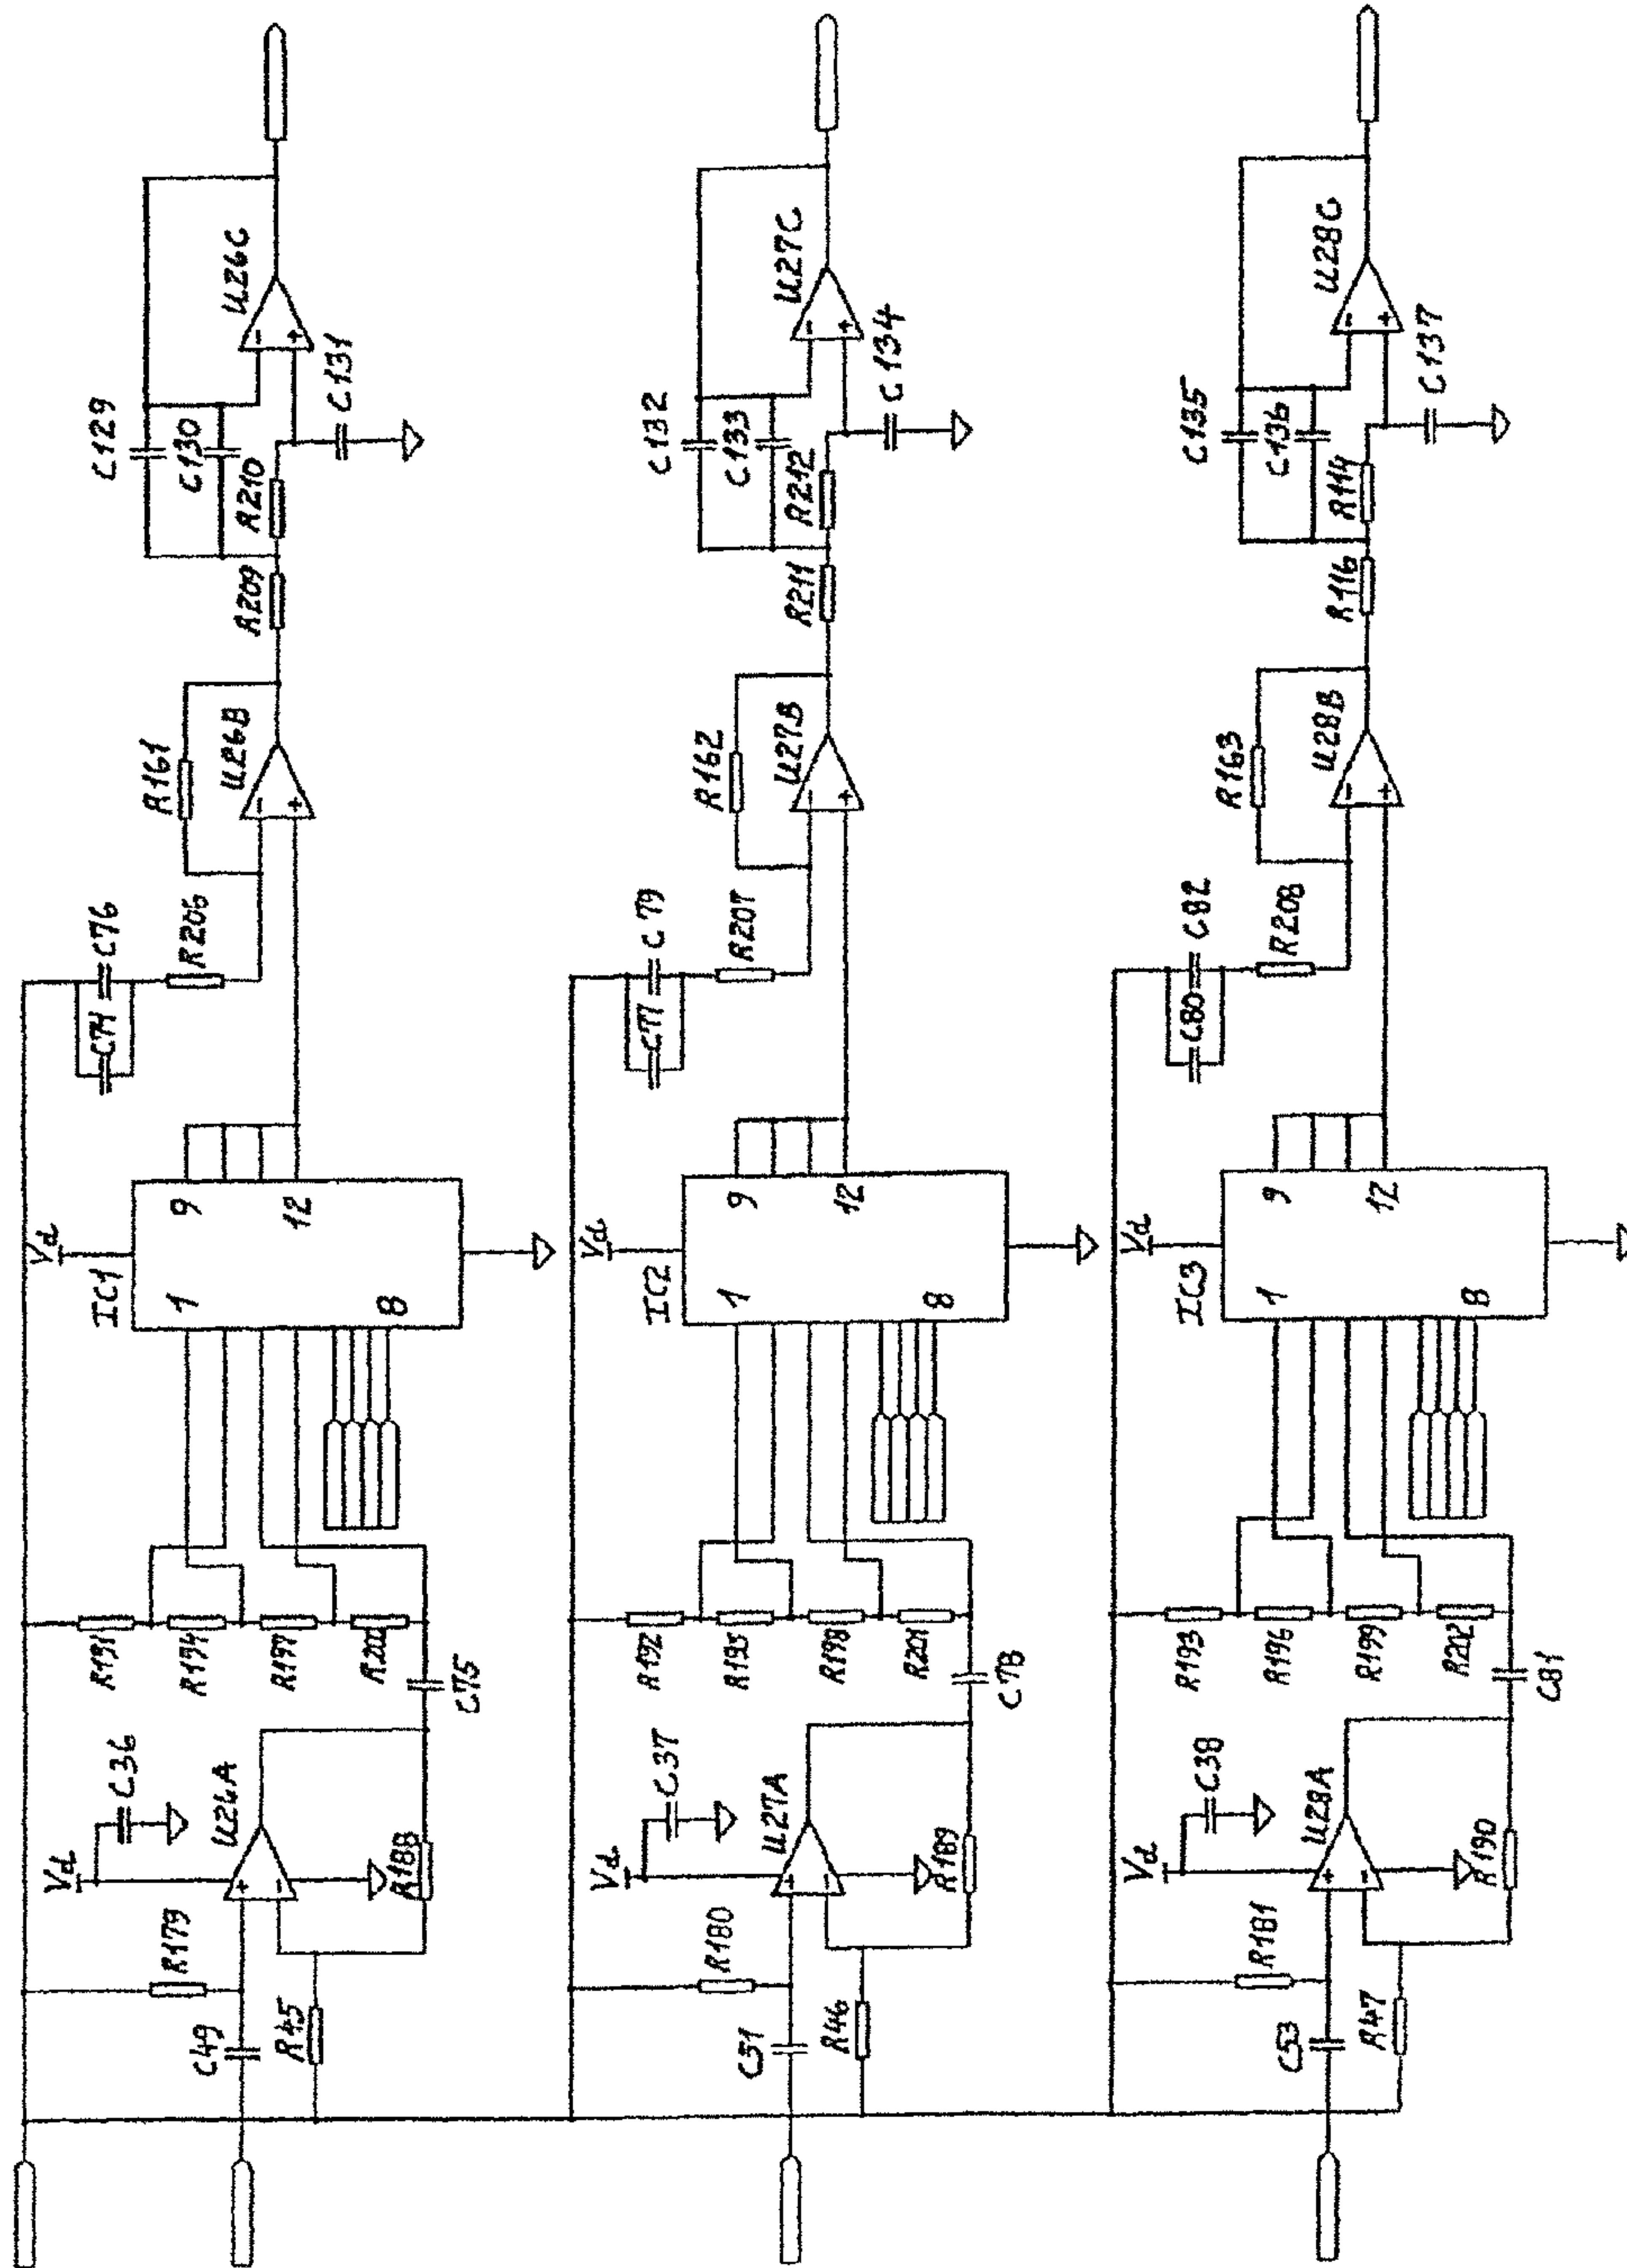 C49
R179
R45
Vd
C36
U26A
+
−
R188
R191
R194
R197
R200
C75
Vd
IC1
1
8
9
12
C74
C76
R206
R161
U26B
−
+
R209
C129
C130
R210
U26C
−
+
C131
C51
R180
R46
Vd
C37
U27A
−
R189
R192
R195
R198
R201
C78
Vd
IC2
1
8
9
12
C77
C79
R207
R162
U27B
−
+
R211
C132
C133
R212
U27C
−
+
C134
C53
R181
R47
Vd
C38
U28A
+
−
R190
R193
R196
R199
R202
C81
Vd
IC3
1
8
9
12
C80
C82
R208
R163
U28B
−
+
R116
C135
C136
R114
U28C
−
+
C137